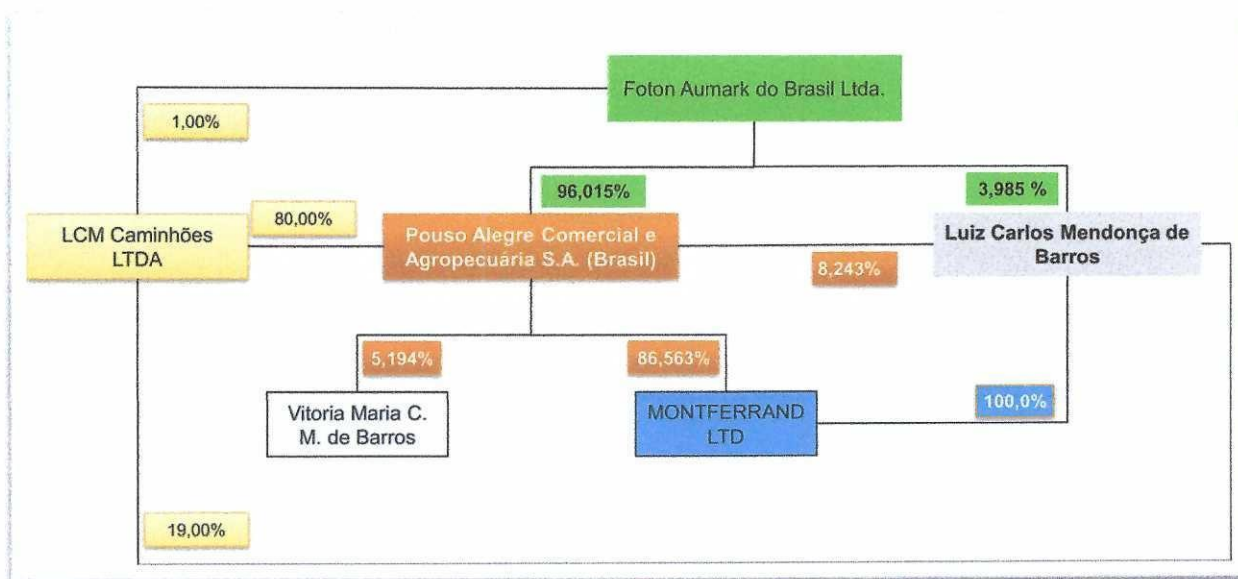 Foton Aumark do Brasil Ltda.
1,00%
96,015%
3,985 %
LCM Caminhões
LTDA
80,00%
Pouso Alegre Comercial e
Agropecuária S.A. (Brasil)
8,243%
Luiz Carlos Mendonça de
Barros
5,194%
86,563%
Vitoria Maria C.
M. de Barros
MONTFERRAND
LTD
100,0%
19,00%